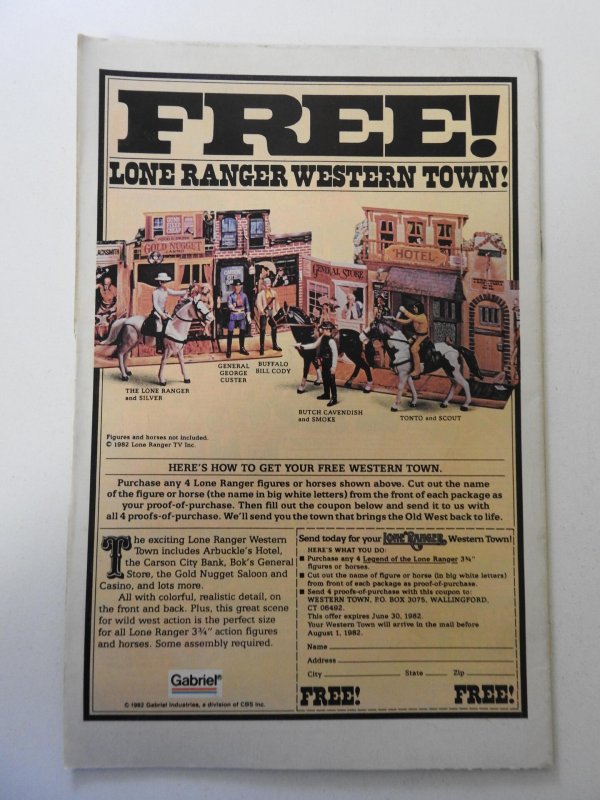 FREE!
LONE RANGER WESTERN TOWN!
GUNS
FIXED
CHEAP
GOLD NUGGET
CASINO
GENERAL STORE
HOTEL
THE LONE RANGER
and SILVER
GENERAL
GEORGE
CUSTER
BUFFALO
BILL CODY
BUTCH CAVENDISH
and SMOKE
TONTO and SCOUT
Figures and horses not included.
© 1982 Lone Ranger TV Inc.
HERE'S HOW TO GET YOUR FREE WESTERN TOWN.
Purchase any 4 Lone Ranger figures or horses shown above. Cut out the name
of the figure or horse (the name in big white letters) from the front of each package as
your proof-of-purchase. Then fill out the coupon below and send it to us with
all 4 proofs-of-purchase. We'll send you the town that brings the Old West back to life.
The exciting Lone Ranger Western
Town includes Arbuckle's Hotel,
the Carson City Bank, Bok's General
Store, the Gold Nugget Saloon and
Casino, and lots more.
All with colorful, realistic detail, on
the front and back. Plus, this great scene
for wild west action is the perfect size
for all Lone Ranger 3¾" action figures
and horses. Some assembly required.
Gabriel®
© 1982 Gabriel Industries, a division of CBS Inc.
Send today for your LONE RANGER Western Town!
HERE'S WHAT YOU DO:
■ Purchase any 4 Legend of the Lone Ranger 3¾"
figures or horses.
■ Cut out the name of figure or horse (in big white letters)
from front of each package as proof-of-purchase.
■ Send 4 proofs-of-purchase with this coupon to:
WESTERN TOWN, P.O. BOX 3075, WALLINGFORD,
CT 06492.
This offer expires June 30, 1982.
Your Western Town will arrive in the mail before
August 1, 1982.
Name
Address
City State Zip
FREE! FREE!